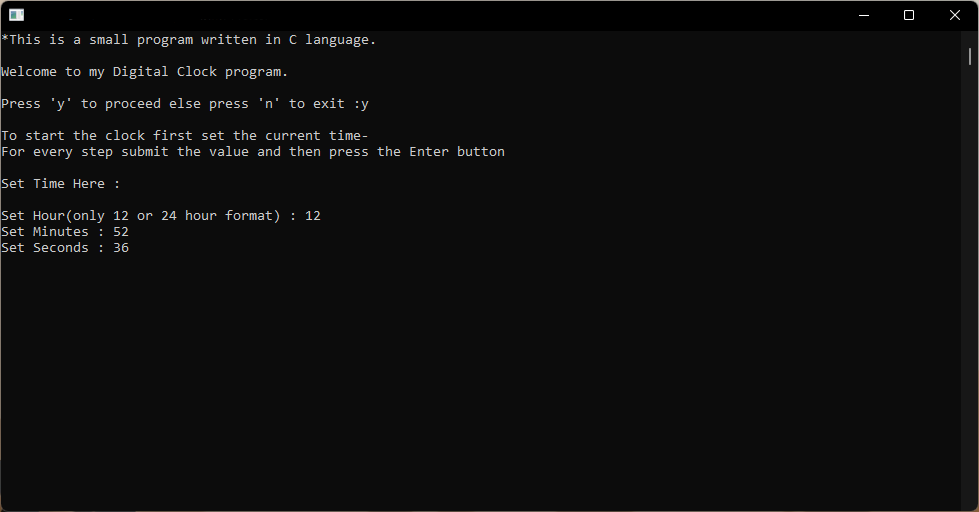 *This is a small program written in C language.
Welcome to my Digital Clock program.
Press 'y' to proceed else press 'n' to exit :y
To start the clock first set the current time-
For every step submit the value and then press the Enter button
Set Time Here :
Set Hour(only 12 or 24 hour format) : 12
Set Minutes : 52
Set Seconds : 36